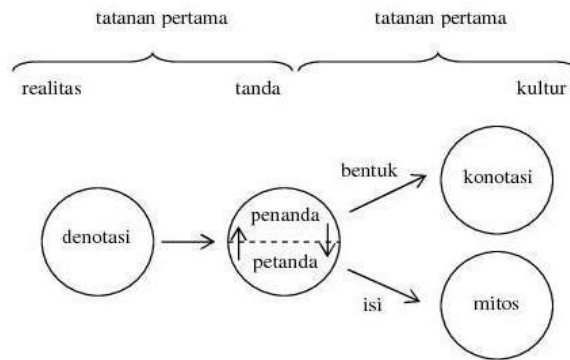 tatanan pertama tatanan pertama
realitas tanda kultur
bentuk
konotasi
penanda
denotasi
petanda
isi
mitos